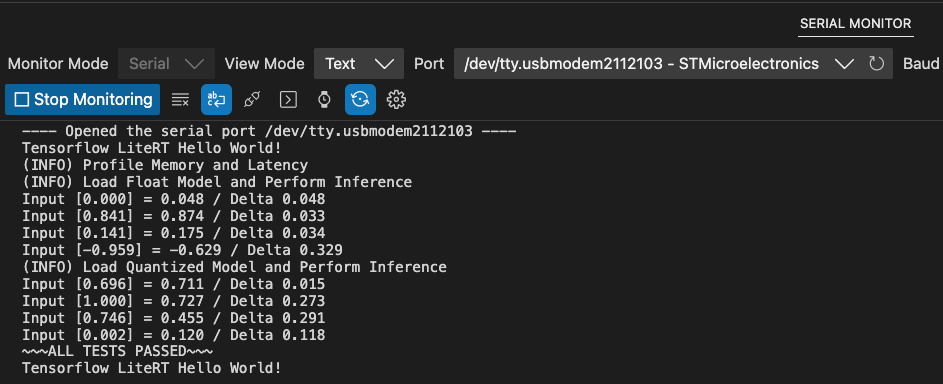 SERIAL MONITOR
Monitor Mode Serial View Mode Text Port /dev/tty.usbmodem2112103 - STMicroelectronics Baud
Stop Monitoring
---- Opened the serial port /dev/tty.usbmodem2112103 ----
Tensorflow LiteRT Hello World!
(INFO) Profile Memory and Latency
(INFO) Load Float Model and Perform Inference
Input [0.000] = 0.048 / Delta 0.048
Input [0.841] = 0.874 / Delta 0.033
Input [0.141] = 0.175 / Delta 0.034
Input [-0.959] = -0.629 / Delta 0.329
(INFO) Load Quantized Model and Perform Inference
Input [0.696] = 0.711 / Delta 0.015
Input [1.000] = 0.727 / Delta 0.273
Input [0.746] = 0.455 / Delta 0.291
Input [0.002] = 0.120 / Delta 0.118
~~~ALL TESTS PASSED~~~
Tensorflow LiteRT Hello World!